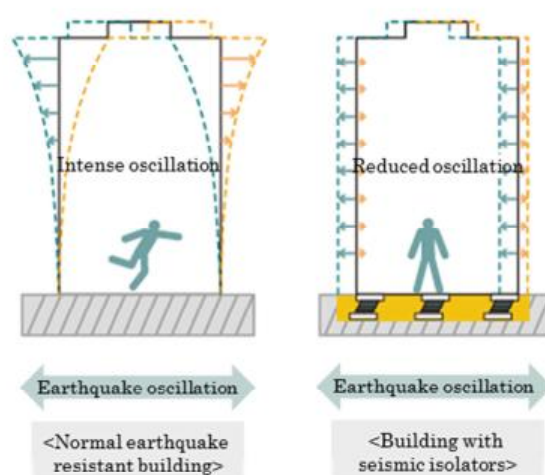 Intense oscillation
Reduced oscillation
Earthquake oscillation
Earthquake oscillation
<Normal earthquake
resistant building>
<Building with
seismic isolators>